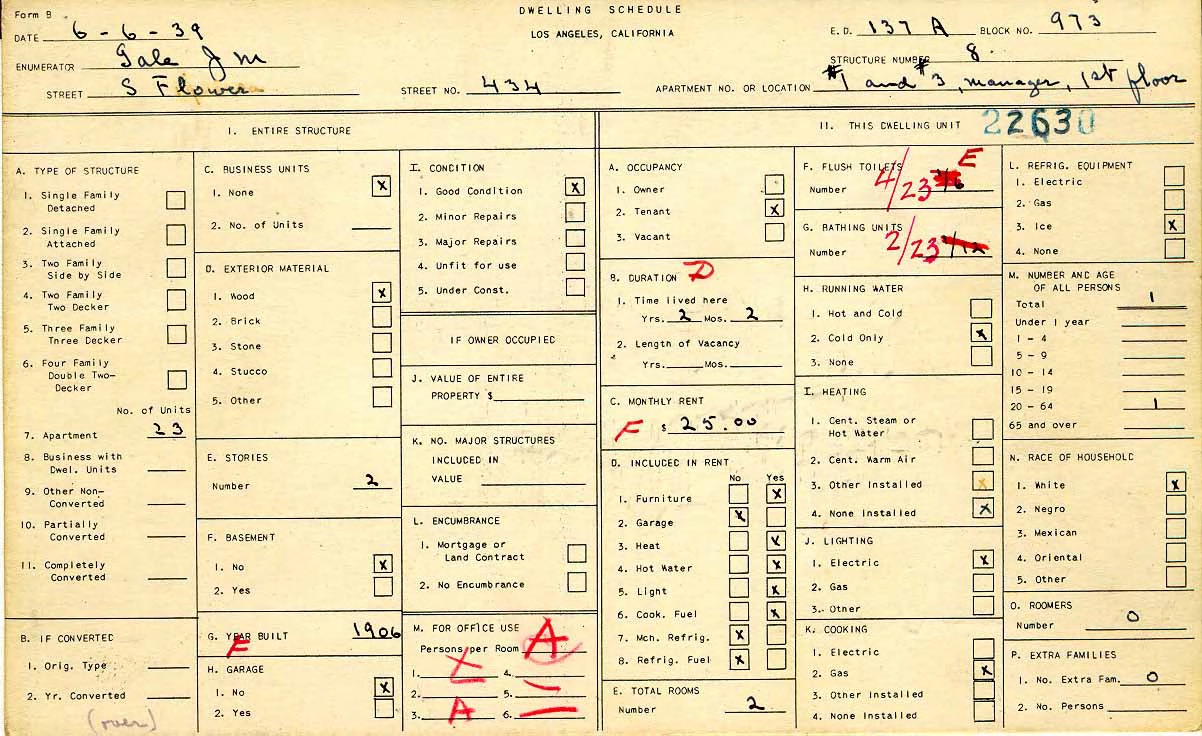 Form B
DWELLING SCHEDULE
LOS ANGELES, CALIFORNIA
DATE 6-6-39
ENUMERATOR Gale J M
STREET S Flower
STREET NO. 434
E.D. 137 A BLOCK NO. 973
STRUCTURE NUMBER 8
APARTMENT NO. OR LOCATION #1 and #3, manager, 1st floor
I. ENTIRE STRUCTURE
A. TYPE OF STRUCTURE
1. Single Family
Detached
2. Single Family
Attached
3. Two Family
Side by Side
4. Two Family
Two Decker
5. Three Family
Three Decker
6. Four Family
Double Two-
Decker
No. of Units
7. Apartment 23
8. Business with
Dwel. Units
9. Other Non-
Converted
10. Partially
Converted
11. Completely
Converted
B. IF CONVERTED
1. Orig. Type
2. Yr. Converted
(over)
C. BUSINESS UNITS
1. None X
2. No. of Units
D. EXTERIOR MATERIAL
1. Wood X
2. Brick
3. Stone
4. Stucco
5. Other
E. STORIES
Number 2
F. BASEMENT
1. No X
2. Yes
G. YEAR BUILT 1906
F
H. GARAGE
1. No X
2. Yes
I. CONDITION
1. Good Condition X
2. Minor Repairs
3. Major Repairs
4. Unfit for use
5. Under Const.
IF OWNER OCCUPIED
J. VALUE OF ENTIRE
PROPERTY $
K. NO. MAJOR STRUCTURES
INCLUDED IN
VALUE
L. ENCUMBRANCE
1. Mortgage or
Land Contract
2. No Encumbrance
M. FOR OFFICE USE
Persons per Room A
1. X 4.
2. 5. —
3. A 6. —
II. THIS DWELLING UNIT 22630
A. OCCUPANCY
1. Owner
2. Tenant X
3. Vacant
B. DURATION D
1. Time lived here
Yrs. 2 Mos. 2
2. Length of Vacancy
Yrs. Mos.
C. MONTHLY RENT
F $ 25.00
D. INCLUDED IN RENT
No Yes
1. Furniture X
2. Garage X
3. Heat X
4. Hot Water X
5. Light X
6. Cook. Fuel X
7. Mch. Refrig. X
8. Refrig. Fuel X
E. TOTAL ROOMS
Number 2
F. FLUSH TOILETS E
Number 4/23
G. BATHING UNITS
Number 2/23
H. RUNNING WATER
1. Hot and Cold
2. Cold Only X
3. None
I. HEATING
1. Cent. Steam or
Hot Water
2. Cent. Warm Air
3. Other Installed X
4. None Installed X
J. LIGHTING
1. Electric X
2. Gas
3. Other
K. COOKING
1. Electric
2. Gas X
3. Other Installed
4. None Installed
L. REFRIG. EQUIPMENT
1. Electric
2. Gas
3. Ice X
4. None
M. NUMBER AND AGE
OF ALL PERSONS
Total 1
Under 1 year
1 - 4
5 - 9
10 - 14
15 - 19
20 - 64 1
65 and over
N. RACE OF HOUSEHOLD
1. White X
2. Negro
3. Mexican
4. Oriental
5. Other
O. ROOMERS
Number 0
P. EXTRA FAMILIES
1. No. Extra Fam. 0
2. No. Persons